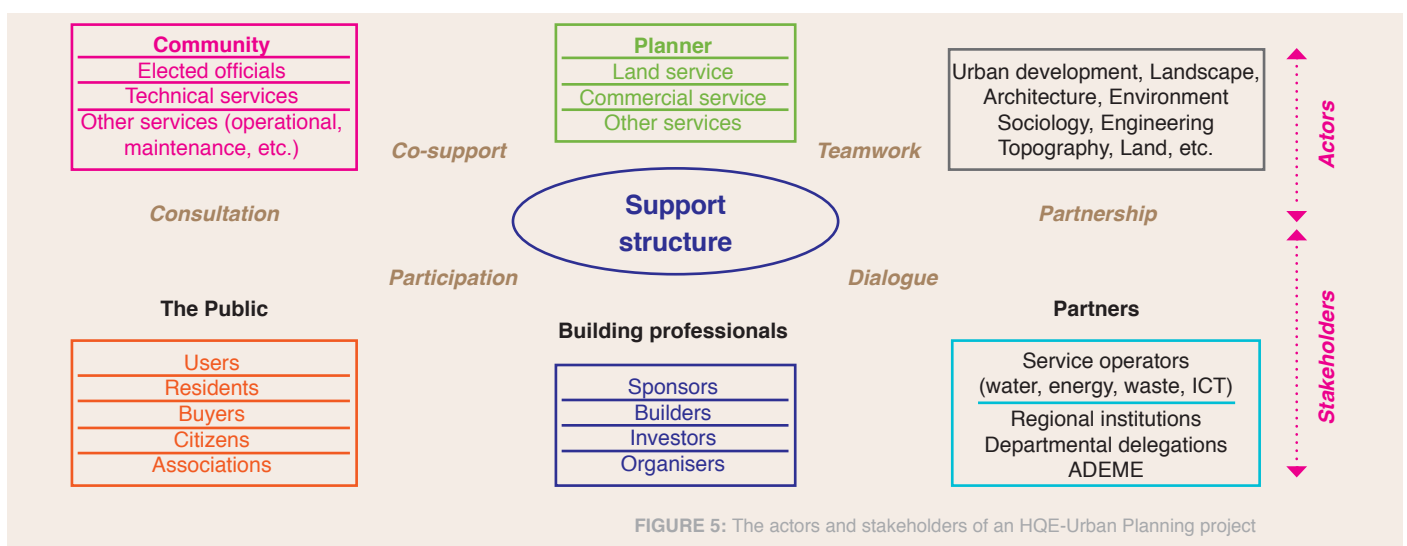 Community
Elected officials
Technical services
Other services (operational,
maintenance, etc.)
Planner
Land service
Commercial service
Other services
Urban development, Landscape,
Architecture, Environment
Sociology, Engineering
Topography, Land, etc.
Actors
Co-support
Teamwork
Consultation
Support
structure
Partnership
Participation
Dialogue
Stakeholders
The Public
Users
Residents
Buyers
Citizens
Associations
Building professionals
Sponsors
Builders
Investors
Organisers
Partners
Service operators
(water, energy, waste, ICT)
Regional institutions
Departmental delegations
ADEME
FIGURE 5: The actors and stakeholders of an HQE-Urban Planning project